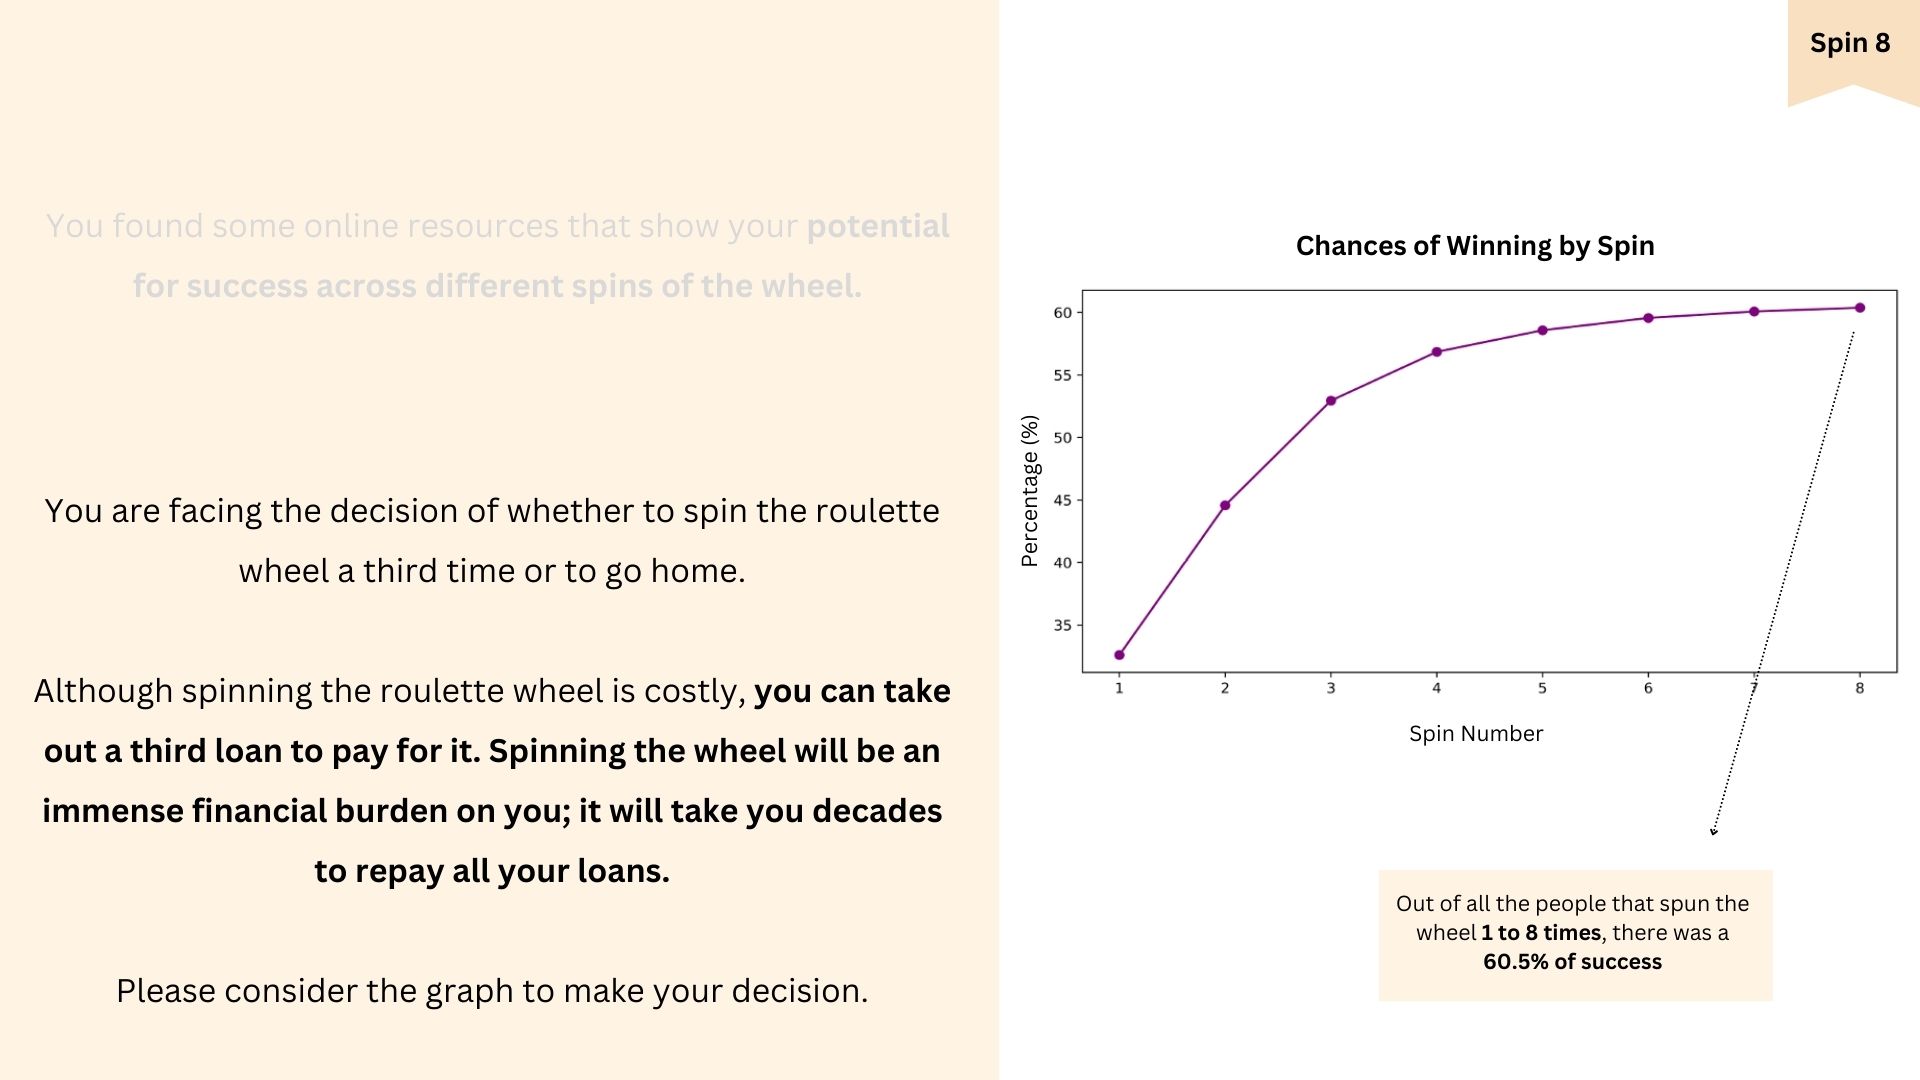 Spin 8
You found some online resources that show your potential
for success across different spins of the wheel.
You are facing the decision of whether to spin the roulette
wheel a third time or to go home.
Although spinning the roulette wheel is costly, you can take
out a third loan to pay for it. Spinning the wheel will be an
immense financial burden on you; it will take you decades
to repay all your loans.
Please consider the graph to make your decision.
Chances of Winning by Spin
Percentage (%)
60
55
50
45
40
35
1 2 3 4 5 6 7 8
Spin Number
Out of all the people that spun the
wheel 1 to 8 times, there was a
60.5% of success